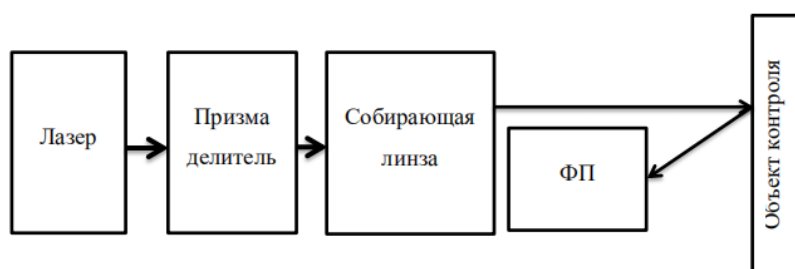 Лазер
Призма
делитель
Собирающая
линза
ФП
Объект контроля